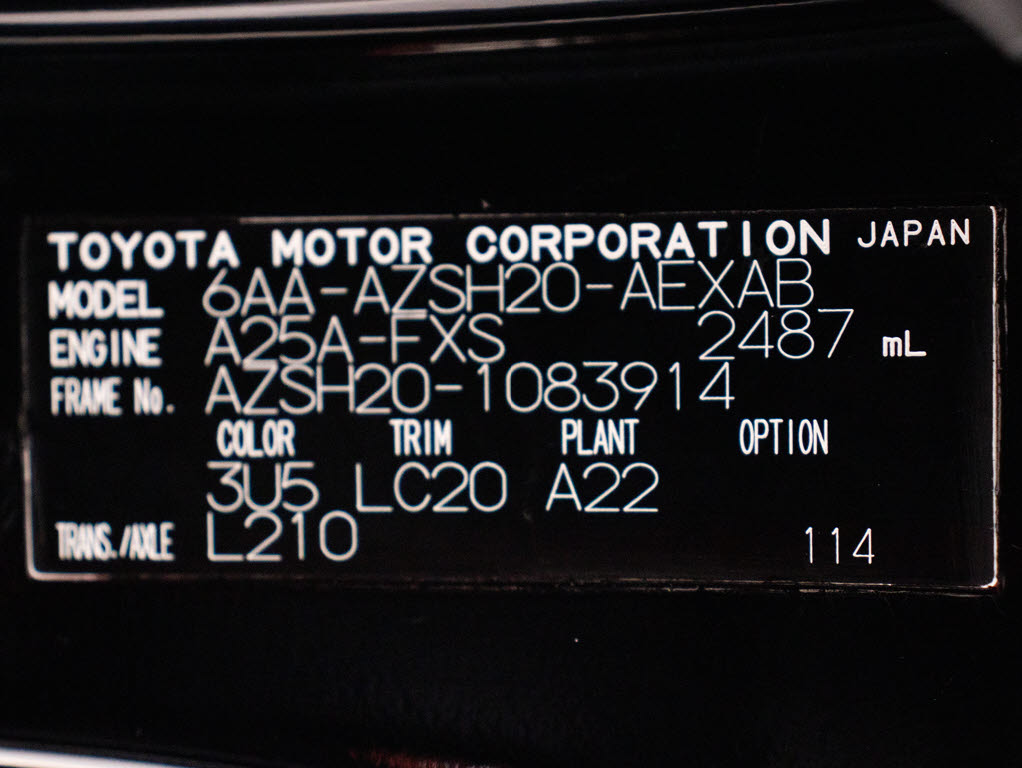 TOYOTA MOTOR CORPORATION JAPAN
MODEL 6AA-AZSH20-AEXAB
ENGINE A25A-FXS 2487 mL
FRAME No. AZSH20-1083914
COLOR TRIM PLANT OPTION
3U5 LC20 A22
TRANS./AXLE L210 114